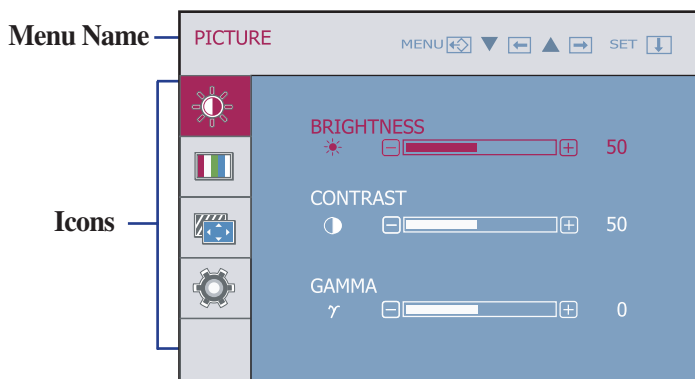 Menu Name
PICTURE MENU SET
BRIGHTNESS
50
CONTRAST
50
Icons
GAMMA
γ 0